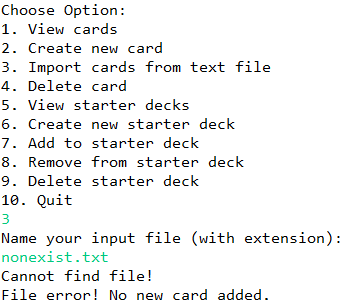 Choose Option:
1. View cards
2. Create new card
3. Import cards from text file
4. Delete card
5. View starter decks
6. Create new starter deck
7. Add to starter deck
8. Remove from starter deck
9. Delete starter deck
10. Quit
3
Name your input file (with extension):
nonexist.txt
Cannot find file!
File error! No new card added.